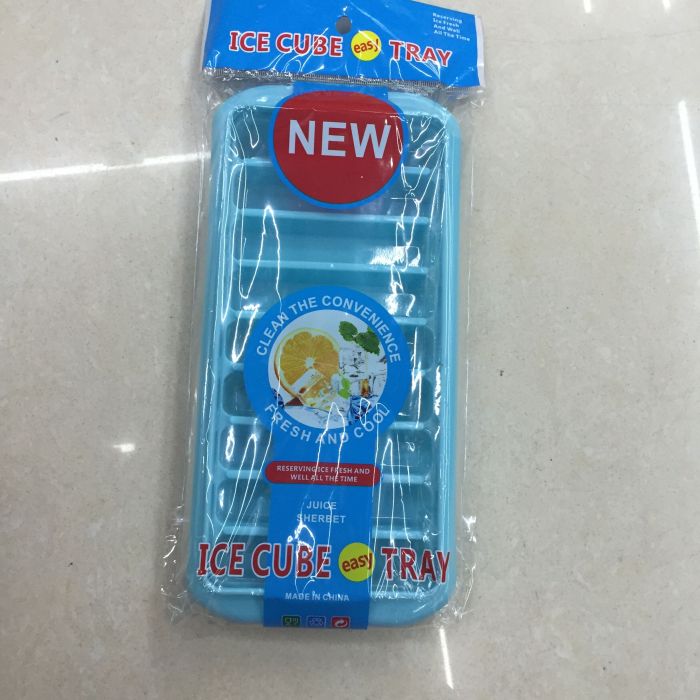 Reserving
Ice Fresh
And Well
All The Time
ICE CUBE easy TRAY
NEW
CLEAN THE CONVENIENCE
FRESH AND COOL
RESERVING ICE FRESH AND
WELL ALL THE TIME
JUICE
SHERBET
ICE CUBE easy TRAY
MADE IN CHINA